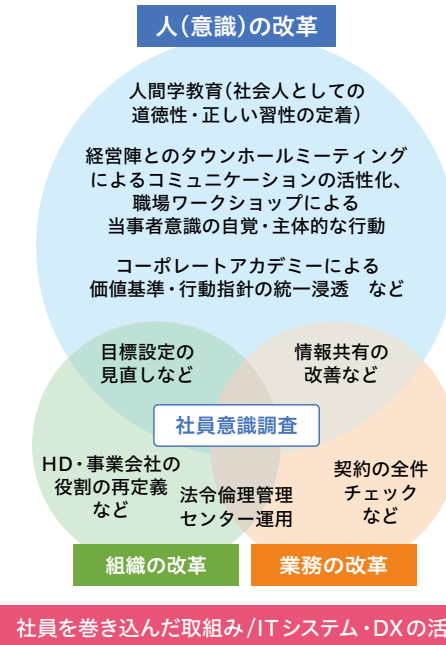 人（意識）の改革
人間学教育（社会人としての
道徳性・正しい習性の定着）
経営陣とのタウンホールミーティング
によるコミュニケーションの活性化、
職場ワークショップによる
当事者意識の自覚・主体的な行動
コーポレートアカデミーによる
価値基準・行動指針の統一浸透　など
目標設定の
見直しなど
情報共有の
改善など
社員意識調査
HD・事業会社の
役割の再定義
など
法令倫理管理
センター運用
契約の全件
チェック
など
組織の改革
業務の改革
社員を巻き込んだ取組み/ITシステム・DXの活